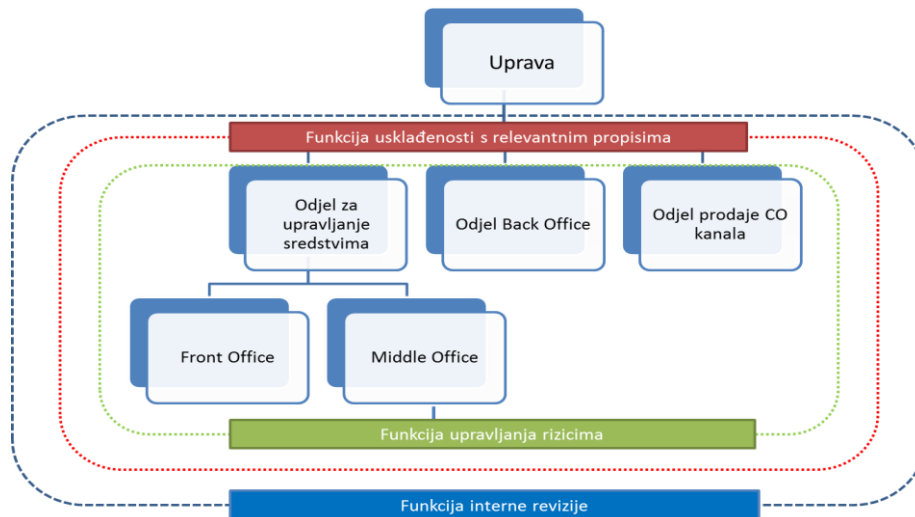 Uprava
Funkcija usklađenosti s relevantnim propisima
Odjel za
upravljanje
sredstvima
Odjel Back Office
Odjel prodaje CO
kanala
Front Office
Middle Office
Funkcija upravljanja rizicima
Funkcija interne revizije